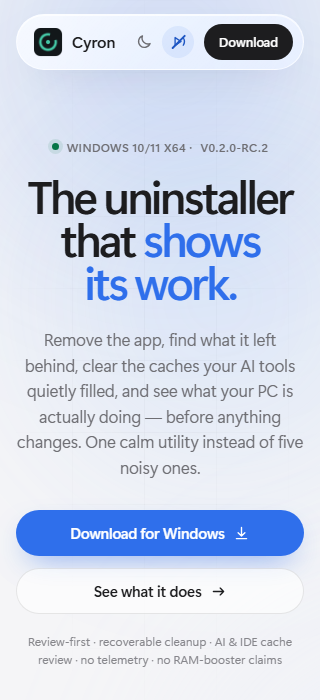 Cyron
Download
WINDOWS 10/11 X64 · V0.2.0-RC.2
The uninstaller
that shows
its work.
Remove the app, find what it left
behind, clear the caches your AI tools
quietly filled, and see what your PC is
actually doing — before anything
changes. One calm utility instead of five
noisy ones.
Download for Windows
See what it does →
Review-first · recoverable cleanup · AI & IDE cache
review · no telemetry · no RAM-booster claims